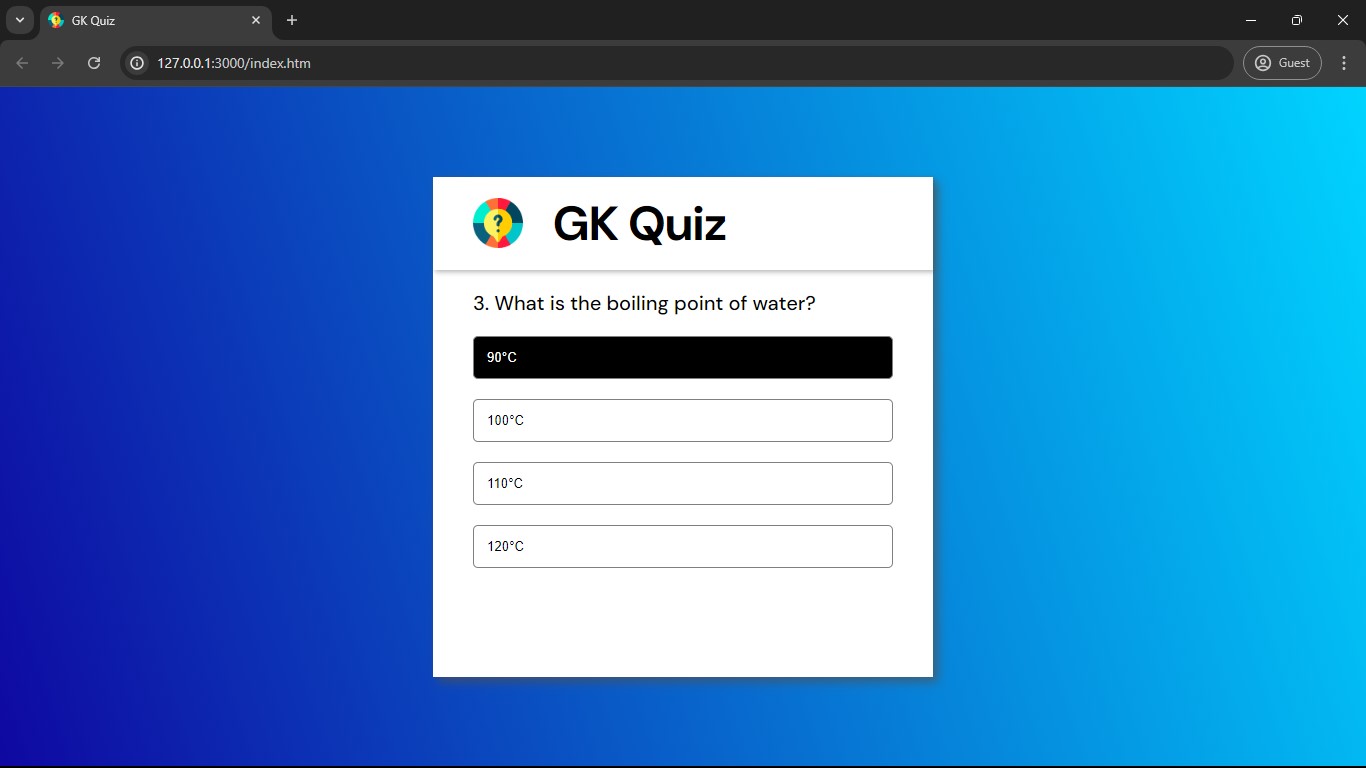 GK Quiz
127.0.0.1:3000/index.htm
Guest
? GK Quiz
3. What is the boiling point of water?
90°C
100°C
110°C
120°C